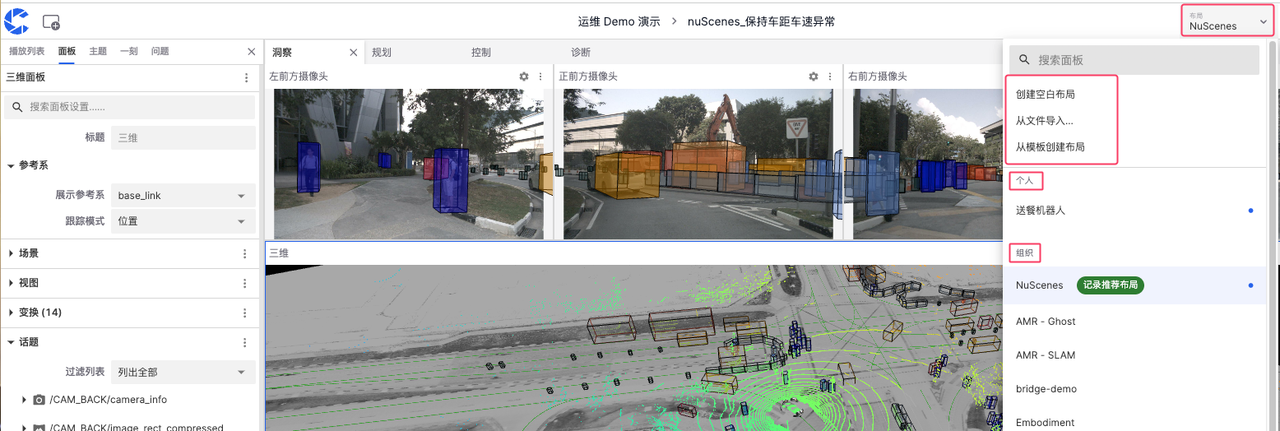 运维 Demo 演示 > nuScenes_保持车距车速异常
布局
NuScenes
播放列表 面板 主题 一刻 问题
三维面板
搜索面板设置……
标题 三维
参考系
展示参考系 base_link
跟踪模式 位置
场景
视图
变换 (14)
话题
过滤列表 列出全部
/CAM_BACK/camera_info
/CAM_BACK/image_rect_compressed
洞察 规划 控制 诊断
左前方摄像头
正前方摄像头
右前方摄像头
三维
搜索面板
创建空白布局
从文件导入...
从模板创建布局
个人
送餐机器人
组织
NuScenes 记录推荐布局
AMR - Ghost
AMR - SLAM
bridge-demo
Embodiment